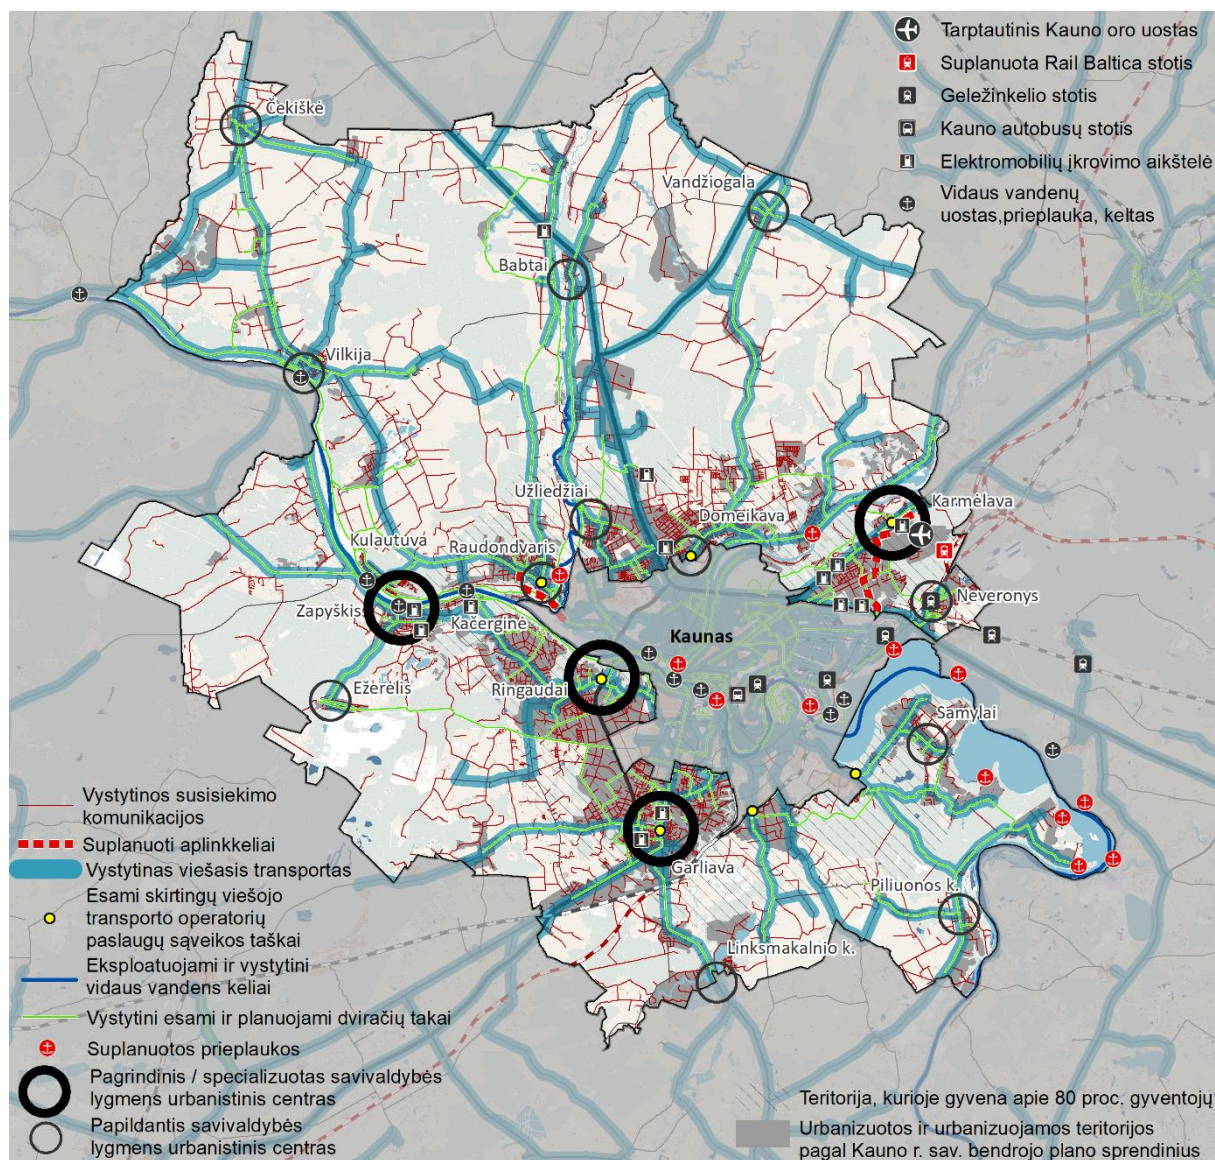 Tarptautinis Kauno oro uostas
Suplanuota Rail Baltica stotis
Geležinkelio stotis
Kauno autobusų stotis
Elektromobilių įkrovimo aikštelė
Vidaus vandenų
uostas,prieplauka, keltas
Čekiškė
Vandžiogala
Babtai
Vilkija
Užliedžiai
Domeikava
Karmėlava
Kulautuva
Raudondvaris
Zapyškis
Kačerginė
Neveronys
Kaunas
Ringaudai
Ežerėlis
Samylai
Garliava
Piliuonos k.
Linksmakalnio k.
Vystytinos susisiekimo
komunikacijos
Suplanuoti aplinkkeliai
Vystytinas viešasis transportas
Esami skirtingų viešojo
transporto operatorių
paslaugų sąveikos taškai
Eksploatuojami ir vystytini
vidaus vandens keliai
Vystytini esami ir planuojami dviračių takai
Suplanuotos prieplaukos
Pagrindinis / specializuotas savivaldybės
lygmens urbanistinis centras
Papildantis savivaldybės
lygmens urbanistinis centras
Teritorija, kurioje gyvena apie 80 proc. gyventojų
Urbanizuotos ir urbanizuojamos teritorijos
pagal Kauno r. sav. bendrojo plano sprendinius